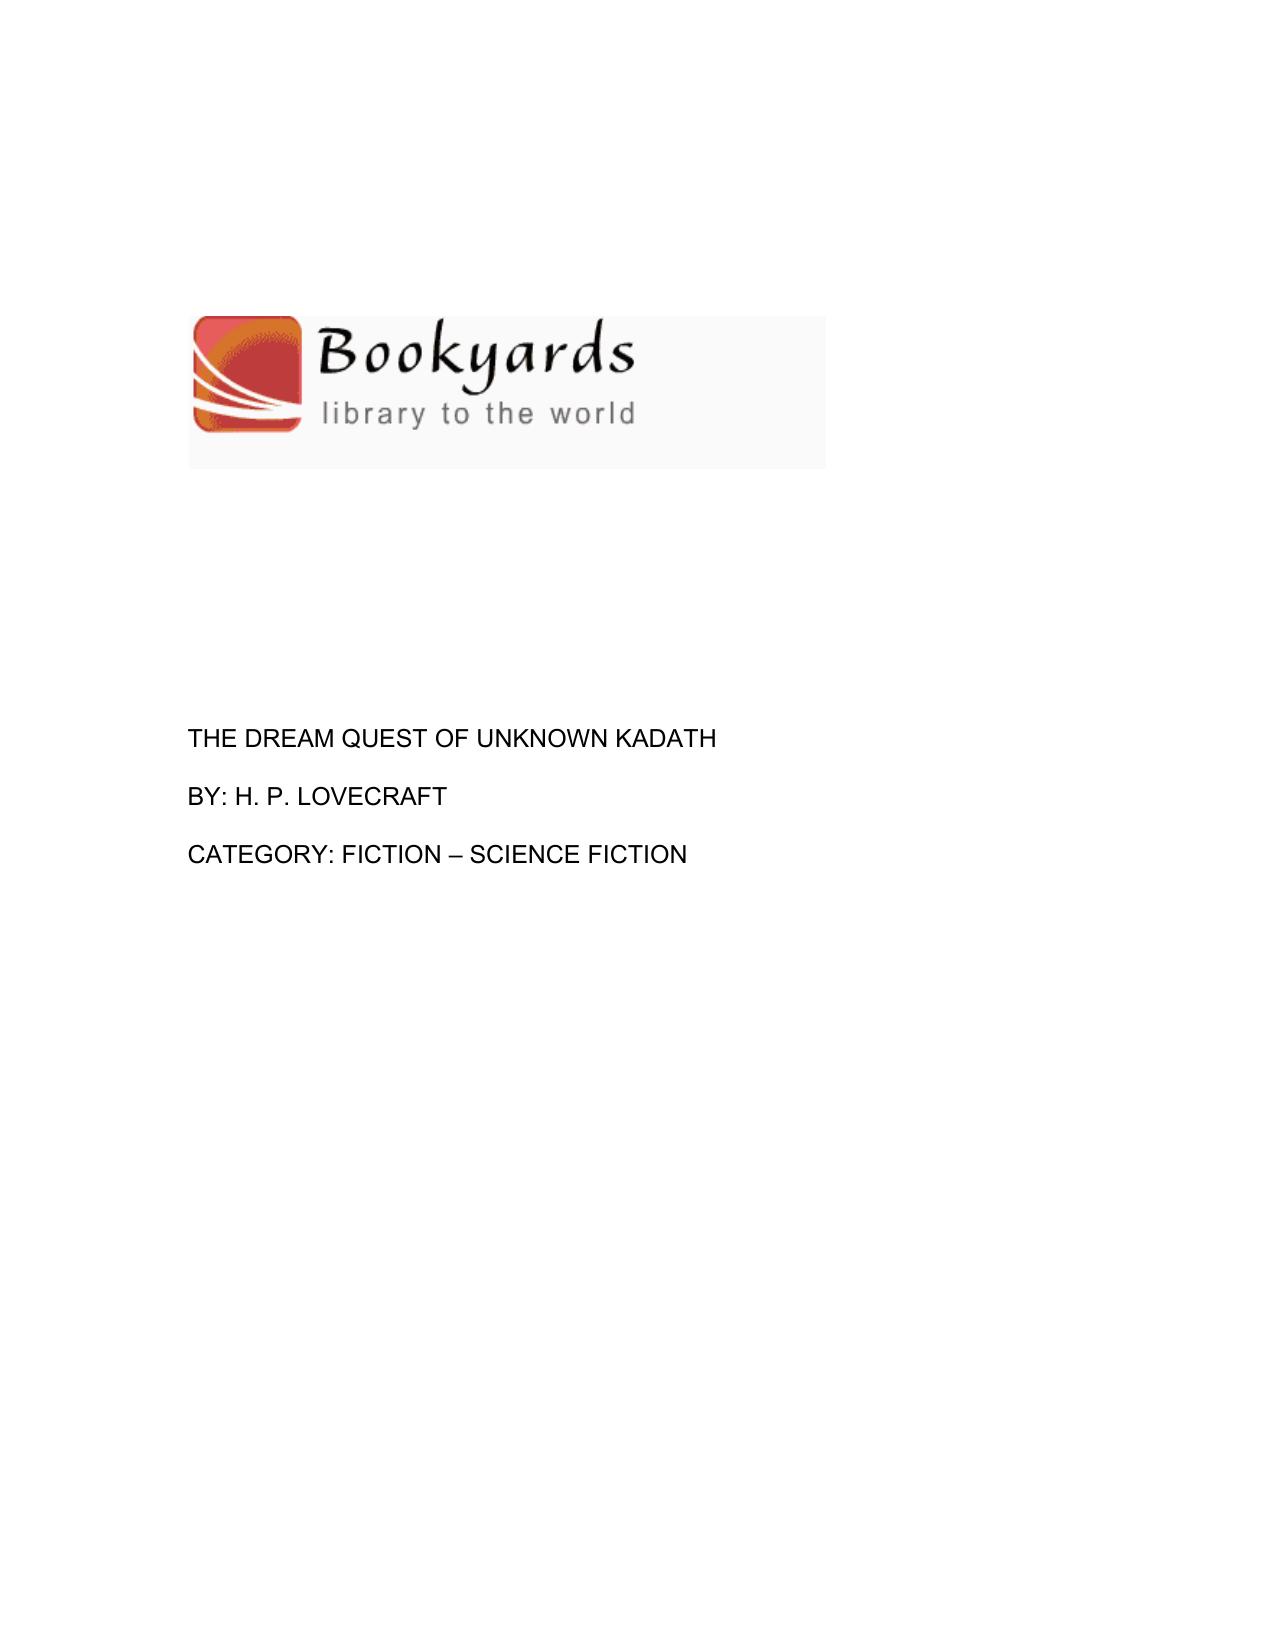 Bookyards
library to the world
THE DREAM QUEST OF UNKNOWN KADATH
BY: H. P. LOVECRAFT
CATEGORY: FICTION – SCIENCE FICTION